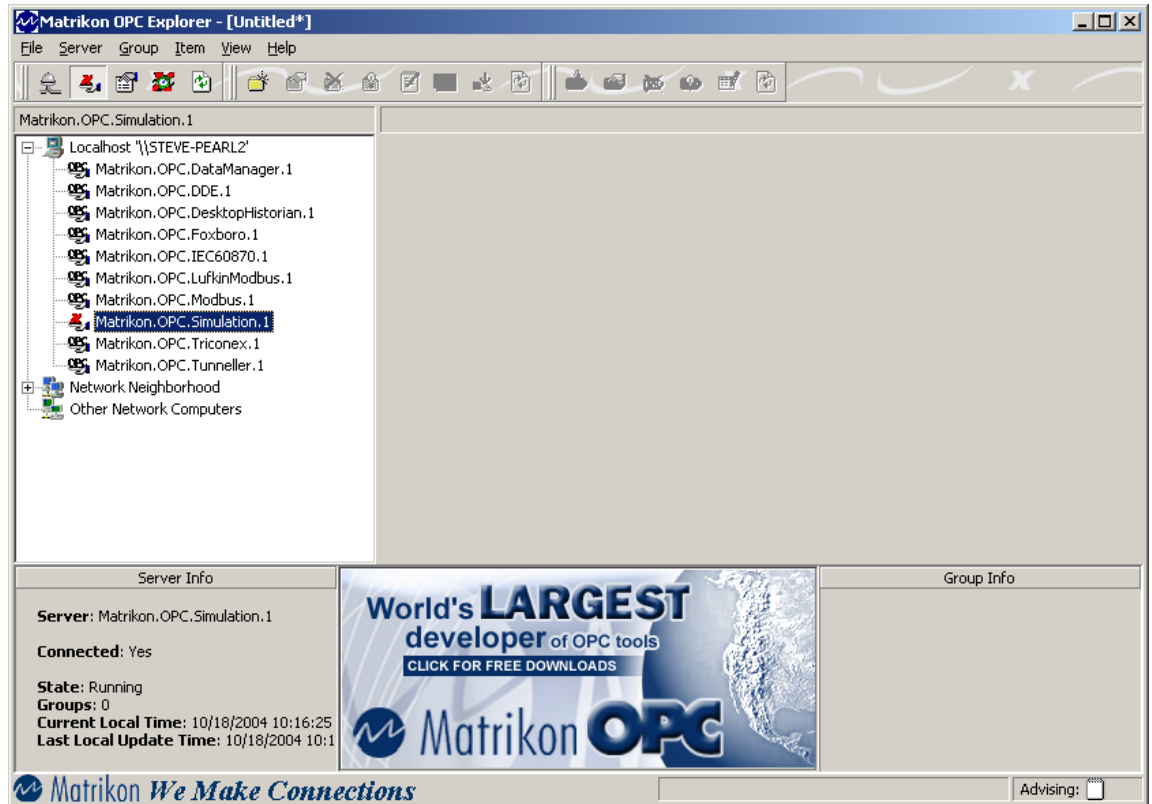 Matrikon OPC Explorer - [Untitled*]
File Server Group Item View Help
Matrikon.OPC.Simulation.1
Localhost '\\STEVE-PEARL2'
Matrikon.OPC.DataManager.1
Matrikon.OPC.DDE.1
Matrikon.OPC.DesktopHistorian.1
Matrikon.OPC.Foxboro.1
Matrikon.OPC.IEC60870.1
Matrikon.OPC.LufkinModbus.1
Matrikon.OPC.Modbus.1
Matrikon.OPC.Simulation.1
Matrikon.OPC.Triconex.1
Matrikon.OPC.Tunneller.1
Network Neighborhood
Other Network Computers
Server Info
Server: Matrikon.OPC.Simulation.1
Connected: Yes
State: Running
Groups: 0
Current Local Time: 10/18/2004 10:16:25
Last Local Update Time: 10/18/2004 10:1
World's LARGEST
developer of OPC tools
CLICK FOR FREE DOWNLOADS
Matrikon OPC
Group Info
Matrikon We Make Connections
Advising: